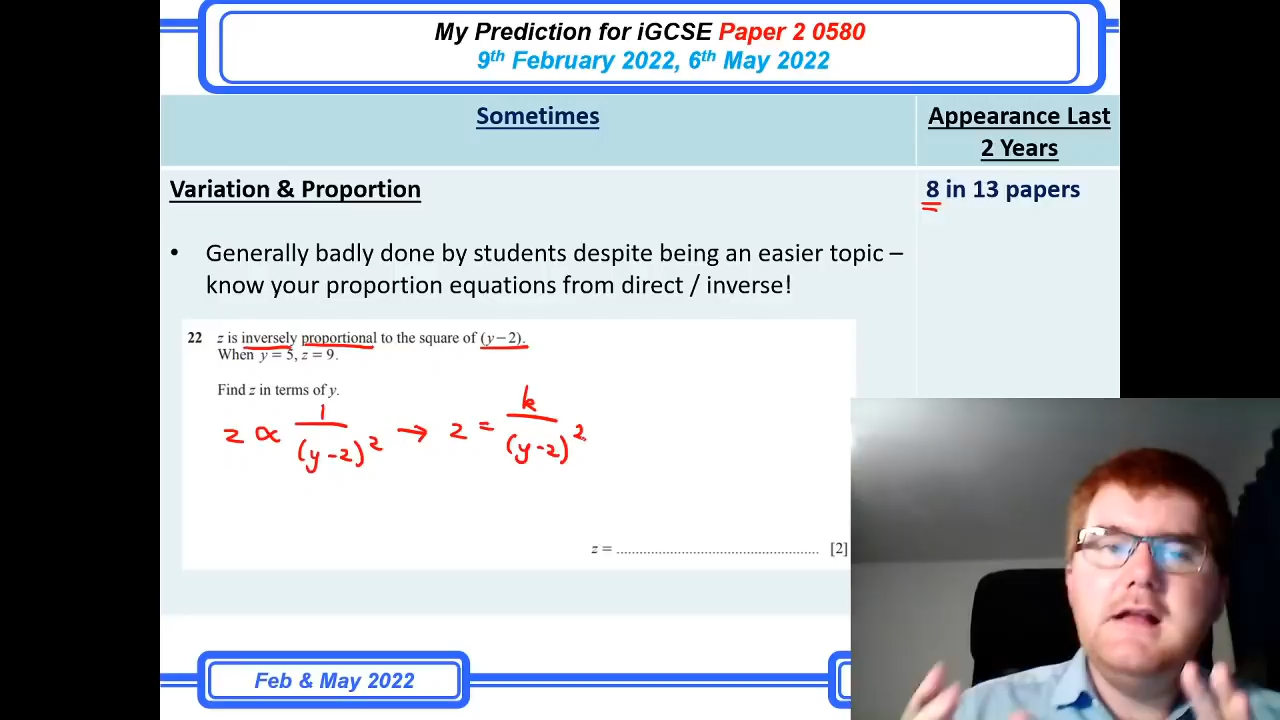 My Prediction for iGCSE Paper 2 0580
9th February 2022, 6th May 2022
Sometimes
Appearance Last
2 Years
Variation & Proportion
8 in 13 papers
• Generally badly done by students despite being an easier topic –
know your proportion equations from direct / inverse!
22 z is inversely proportional to the square of (y−2).
When y = 5, z = 9.
Find z in terms of y.
z ∝ 1/(y-2)² → z = k/(y-2)²
z = ...................................................... [2]
Feb & May 2022